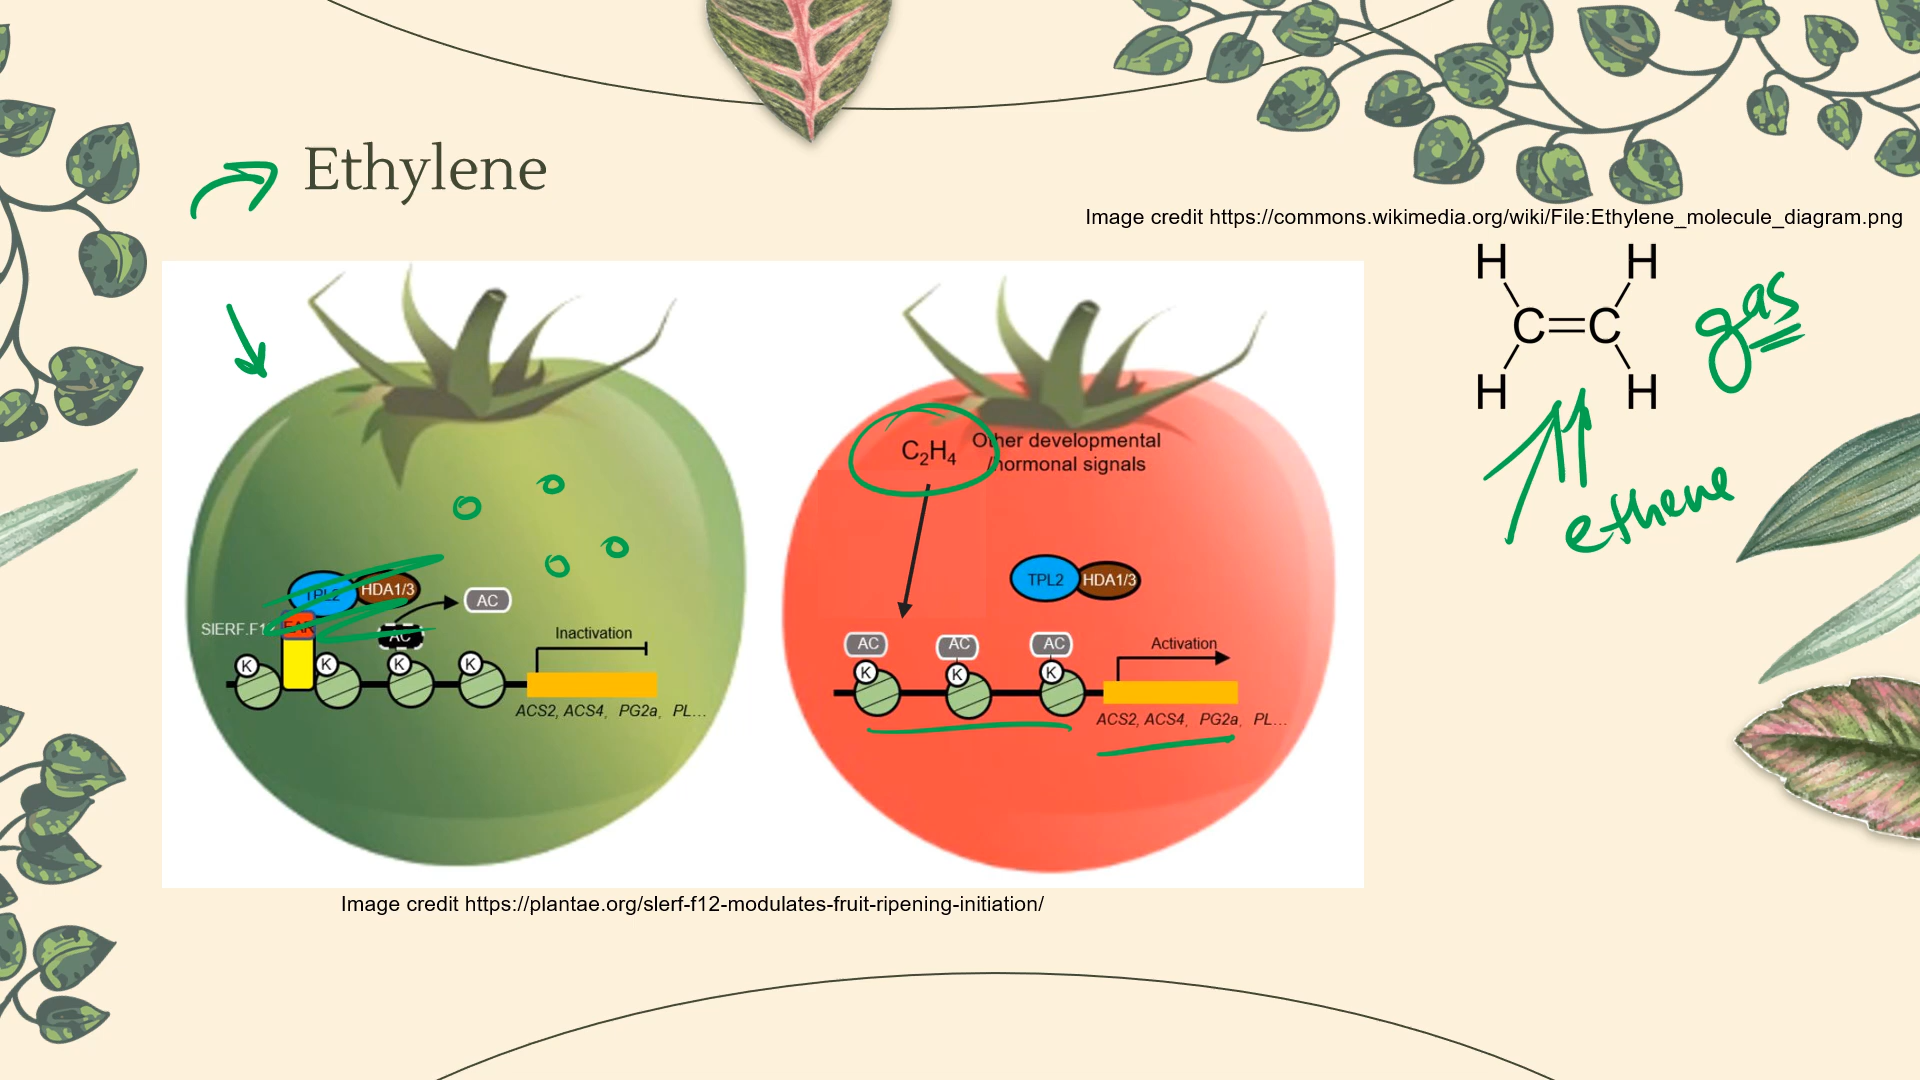 Ethylene
Image credit https://commons.wikimedia.org/wiki/File:Ethylene_molecule_diagram.png
H H
C=C
H H
gas
ethene
TPL2 HDA1/3
AC
SlERF.F12 EAR
AC
Inactivation
K K K K
ACS2, ACS4, PG2a, PL...
C₂H₄
Other developmental
/hormonal signals
TPL2 HDA1/3
AC AC AC
Activation
K K K
ACS2, ACS4, PG2a, PL...
Image credit https://plantae.org/slerf-f12-modulates-fruit-ripening-initiation/